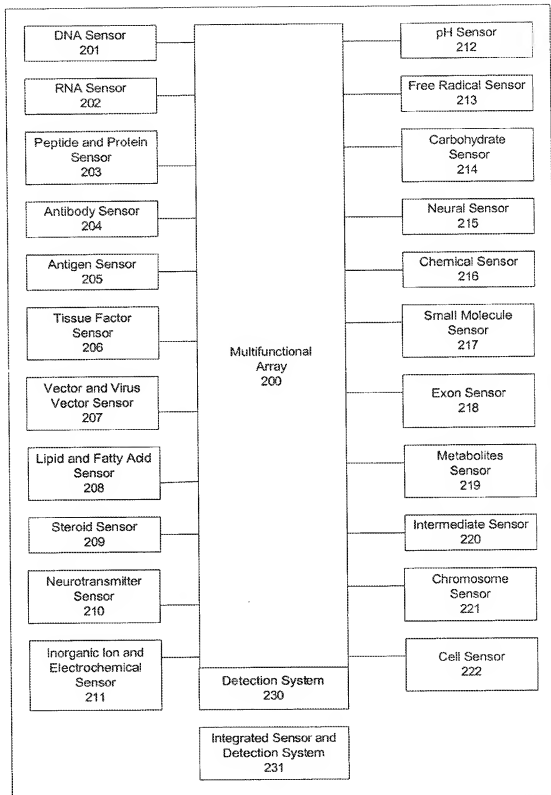 DNA Sensor
201
RNA Sensor
202
Peptide and Protein
Sensor
203
Antibody Sensor
204
Antigen Sensor
205
Tissue Factor
Sensor
206
Vector and Virus
Vector Sensor
207
Lipid and Fatty Add
Sensor
208
Steroid Sensor
209
Neurotransmitter
Sensor
210
Inorganic Ion and
Electrochemical
Sensor
211
Multifunctional
Array
200
Detection System
230
Integrated Sensor and
Detection System
231
pH Sensor
212
Free Radical Sensor
213
Carbohydrate
Sensor
214
Neural Sensor
215
Chemical Sensor
216
Small Molecule
Sensor
217
Exon Sensor
218
Metabolites
Sensor
219
Intermediate Sensor
220
Chromosome
Sensor
221
Cell Sensor
222